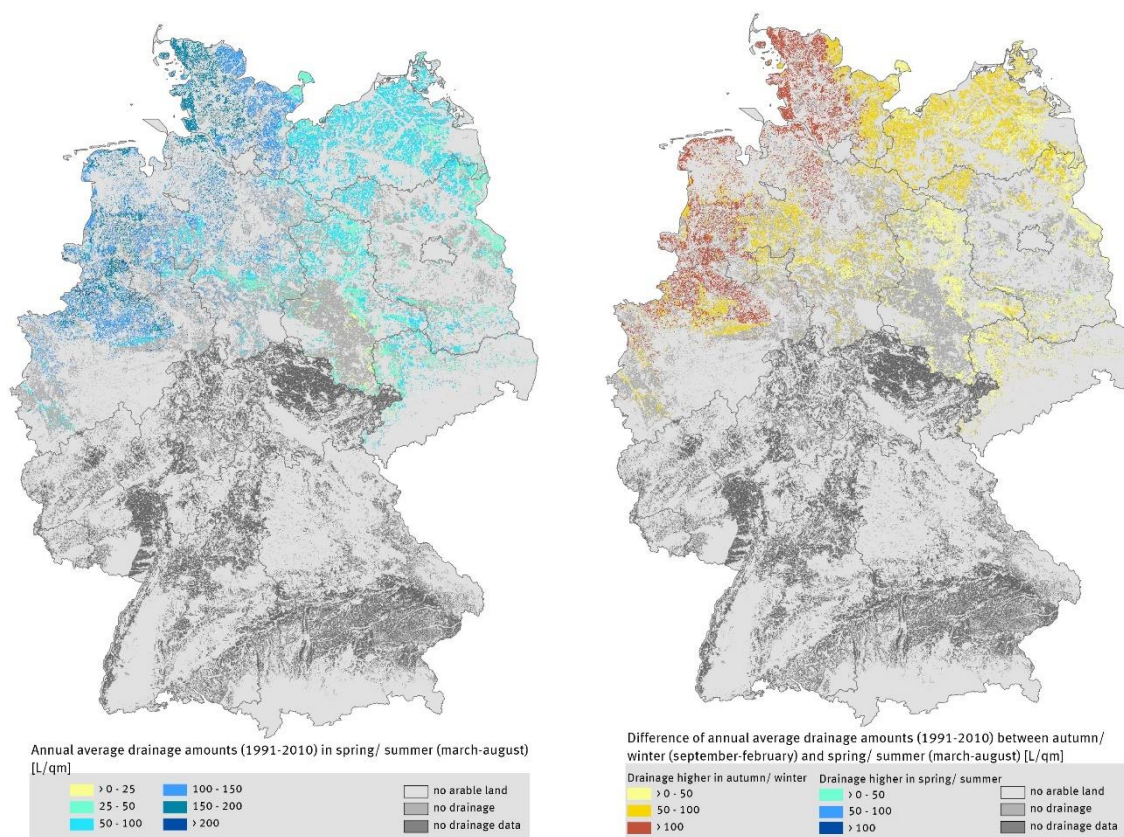 Annual average drainage amounts (1991-2010) in spring/ summer (march-august)
[L/qm]
> 0 - 25
25 - 50
50 - 100
100 - 150
150 - 200
> 200
no arable land
no drainage
no drainage data
Difference of annual average drainage amounts (1991-2010) between autumn/
winter (september-february) and spring/ summer (march-august) [L/qm]
Drainage higher in autumn/ winter
> 0 - 50
50 - 100
> 100
Drainage higher in spring/ summer
> 0 - 50
50 - 100
> 100
no arable land
no drainage
no drainage data